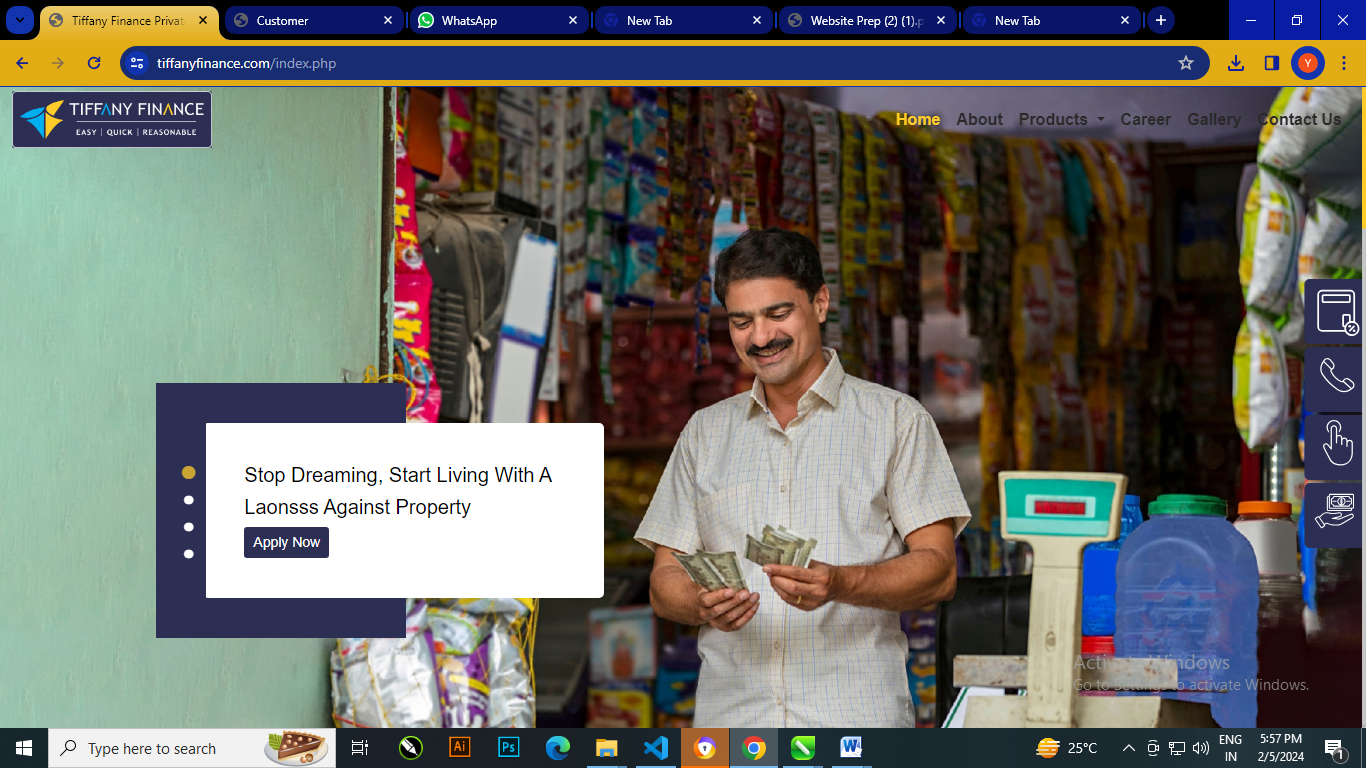 Tiffany Finance Privat
Customer
WhatsApp
New Tab
Website Prep (2) (1).p
New Tab
tiffanyfinance.com/index.php
Y
TIFFANY FINANCE
EASY | QUICK | REASONABLE
Home
About
Products
Career
Gallery
Contact Us
Stop Dreaming, Start Living With A
Laonsss Against Property
Apply Now
Activate Windows
Go to Settings to activate Windows.
Type here to search
Ai
Ps
W
25°C
ENG
IN
5:57 PM
2/5/2024
1